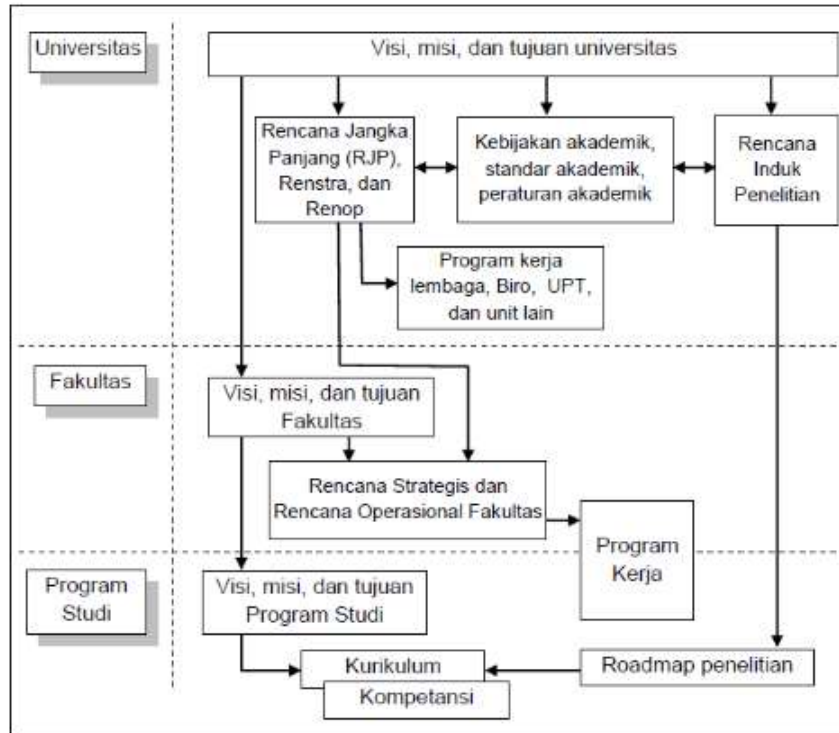 Universitas
Visi, misi, dan tujuan universitas
Rencana Jangka
Panjang (RJP),
Renstra, dan
Renop
Kebijakan akademik,
standar akademik,
peraturan akademik
Rencana
Induk
Penelitian
Program kerja
lembaga, Biro, UPT,
dan unit lain
Fakultas
Visi, misi, dan tujuan
Fakultas
Rencana Strategis dan
Rencana Operasional Fakultas
Program
Kerja
Program
Studi
Visi, misi, dan tujuan
Program Studi
Kurikulum
Kompetansi
Roadmap penelitian